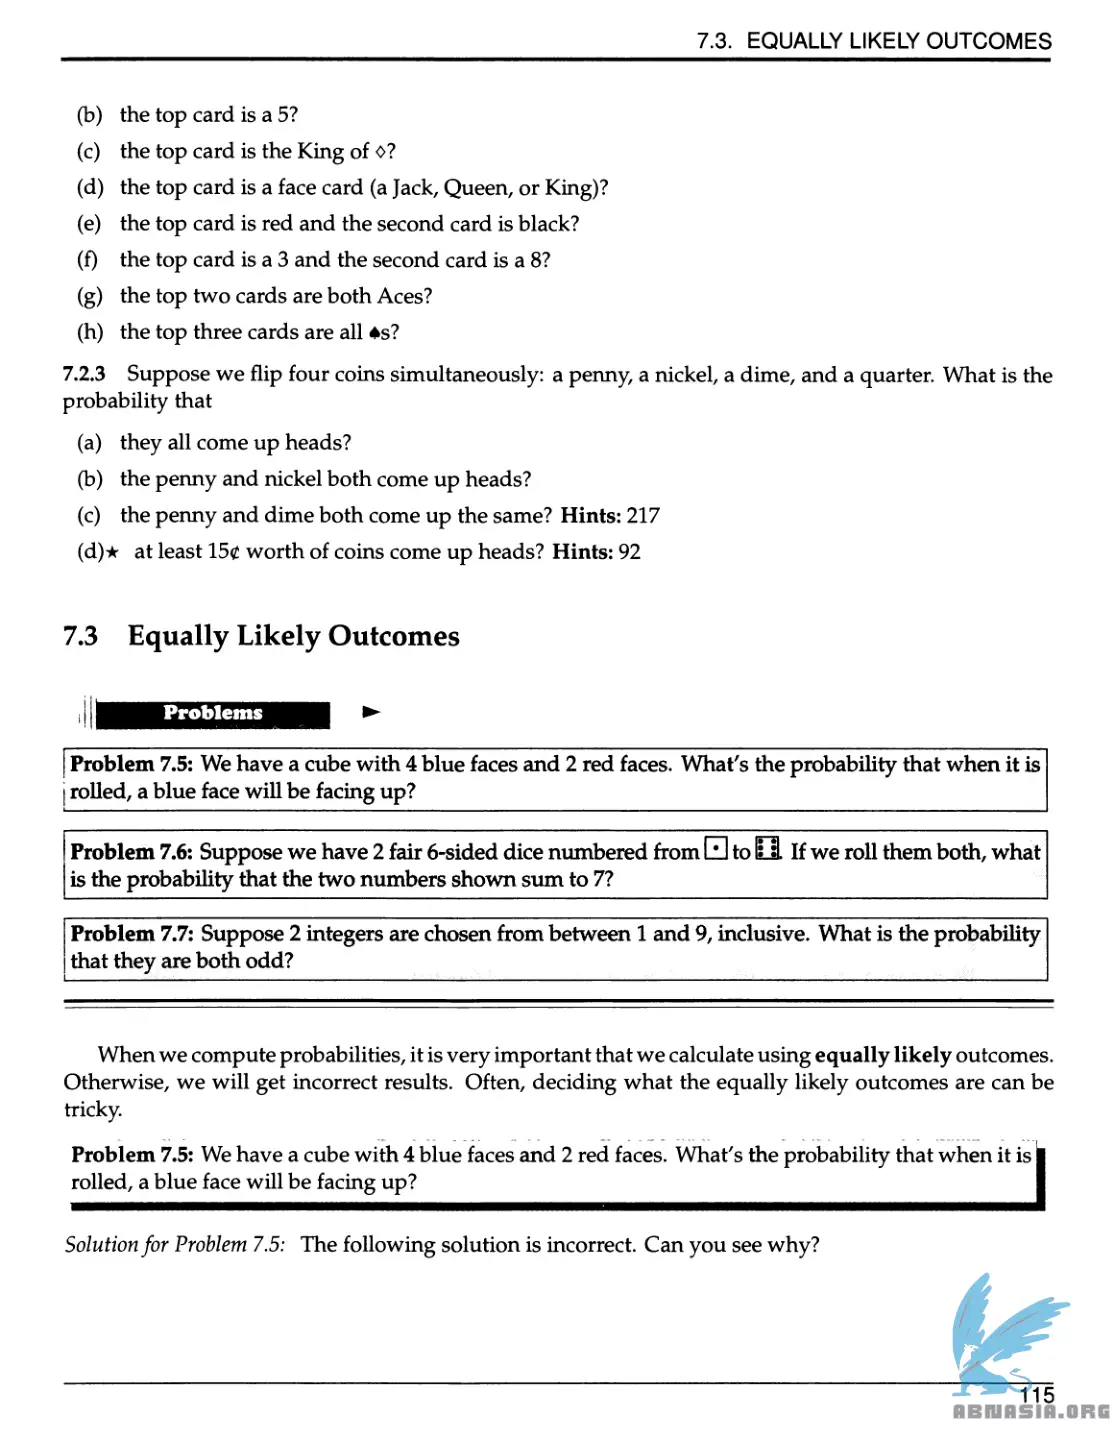 7.3. EQUALLY LIKELY OUTCOMES
(b) the top card is a 5?
(c) the top card is the King of ◊?
(d) the top card is a face card (a Jack, Queen, or King)?
(e) the top card is red and the second card is black?
(f) the top card is a 3 and the second card is a 8?
(g) the top two cards are both Aces?
(h) the top three cards are all ♠s?
7.2.3 Suppose we flip four coins simultaneously: a penny, a nickel, a dime, and a quarter. What is the
probability that
(a) they all come up heads?
(b) the penny and nickel both come up heads?
(c) the penny and dime both come up the same? Hints: 217
(d)★ at least 15¢ worth of coins come up heads? Hints: 92
7.3 Equally Likely Outcomes
Problems
Problem 7.5: We have a cube with 4 blue faces and 2 red faces. What's the probability that when it is
rolled, a blue face will be facing up?
Problem 7.6: Suppose we have 2 fair 6-sided dice numbered from ⚀ to ⚅. If we roll them both, what
is the probability that the two numbers shown sum to 7?
Problem 7.7: Suppose 2 integers are chosen from between 1 and 9, inclusive. What is the probability
that they are both odd?
When we compute probabilities, it is very important that we calculate using equally likely outcomes.
Otherwise, we will get incorrect results. Often, deciding what the equally likely outcomes are can be
tricky.
Problem 7.5: We have a cube with 4 blue faces and 2 red faces. What's the probability that when it is
rolled, a blue face will be facing up?
Solution for Problem 7.5: The following solution is incorrect. Can you see why?
115
ABNASIA.ORG